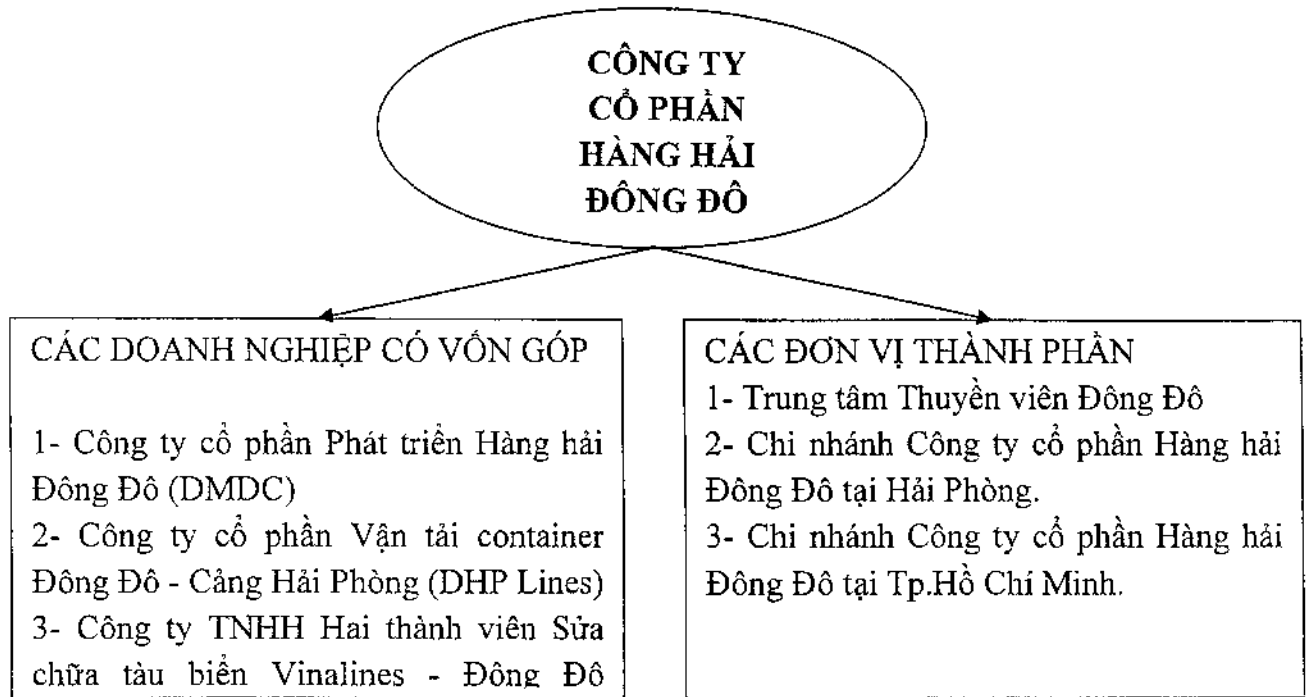 CÔNG TY
CỔ PHẦN
HÀNG HẢI
ĐÔNG ĐÔ
CÁC DOANH NGHIỆP CÓ VỐN GÓP
1- Công ty cổ phần Phát triển Hàng hải
Đông Đô (DMDC)
2- Công ty cổ phần Vận tải container
Đông Đô - Cảng Hải Phòng (DHP Lines)
3- Công ty TNHH Hai thành viên Sửa
chữa tàu biển Vinalines - Đông Đô
CÁC ĐƠN VỊ THÀNH PHẦN
1- Trung tâm Thuyền viên Đông Đô
2- Chi nhánh Công ty cổ phần Hàng hải
Đông Đô tại Hải Phòng.
3- Chi nhánh Công ty cổ phần Hàng hải
Đông Đô tại Tp.Hồ Chí Minh.